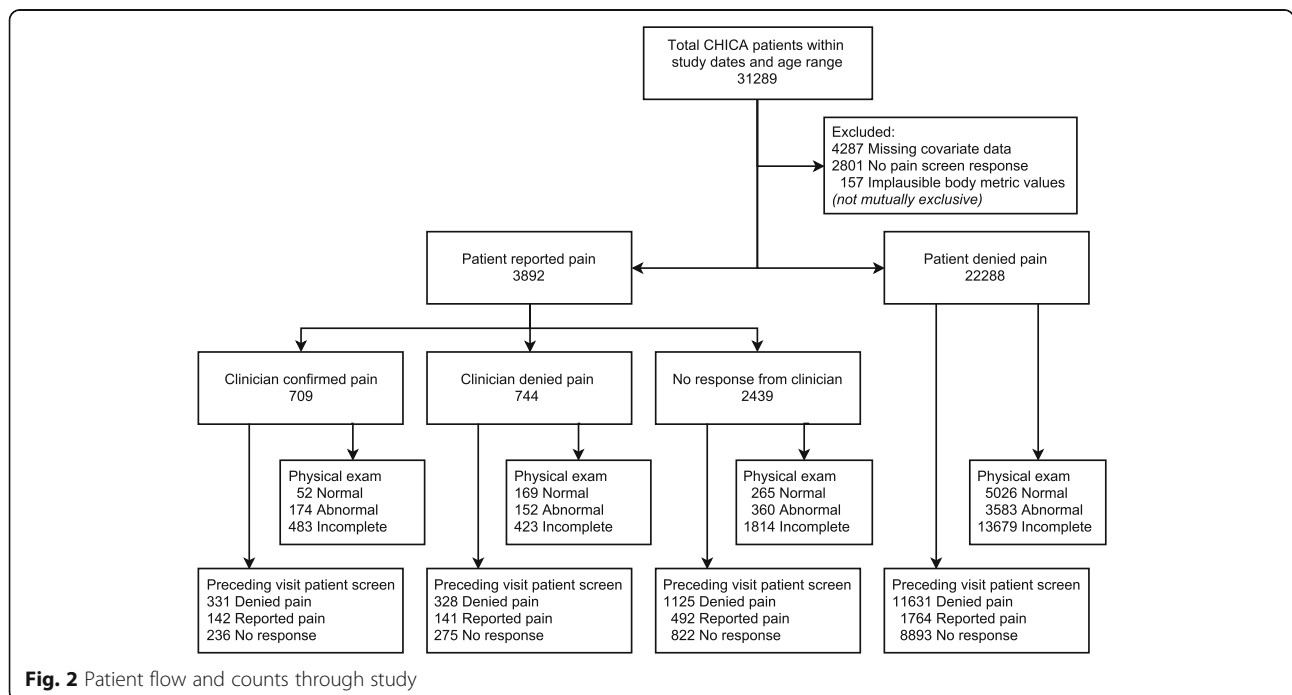 Total CHICA patients within
study dates and age range
31289
Excluded:
4287 Missing covariate data
2801 No pain screen response
157 Implausible body metric values
(not mutually exclusive)
Patient reported pain
3892
Patient denied pain
22288
Clinician confirmed pain
709
Clinician denied pain
744
No response from clinician
2439
Physical exam
52 Normal
174 Abnormal
483 Incomplete
Physical exam
169 Normal
152 Abnormal
423 Incomplete
Physical exam
265 Normal
360 Abnormal
1814 Incomplete
Physical exam
5026 Normal
3583 Abnormal
13679 Incomplete
Preceding visit patient screen
331 Denied pain
142 Reported pain
236 No response
Preceding visit patient screen
328 Denied pain
141 Reported pain
275 No response
Preceding visit patient screen
1125 Denied pain
492 Reported pain
822 No response
Preceding visit patient screen
11631 Denied pain
1764 Reported pain
8893 No response
Fig. 2 Patient flow and counts through study